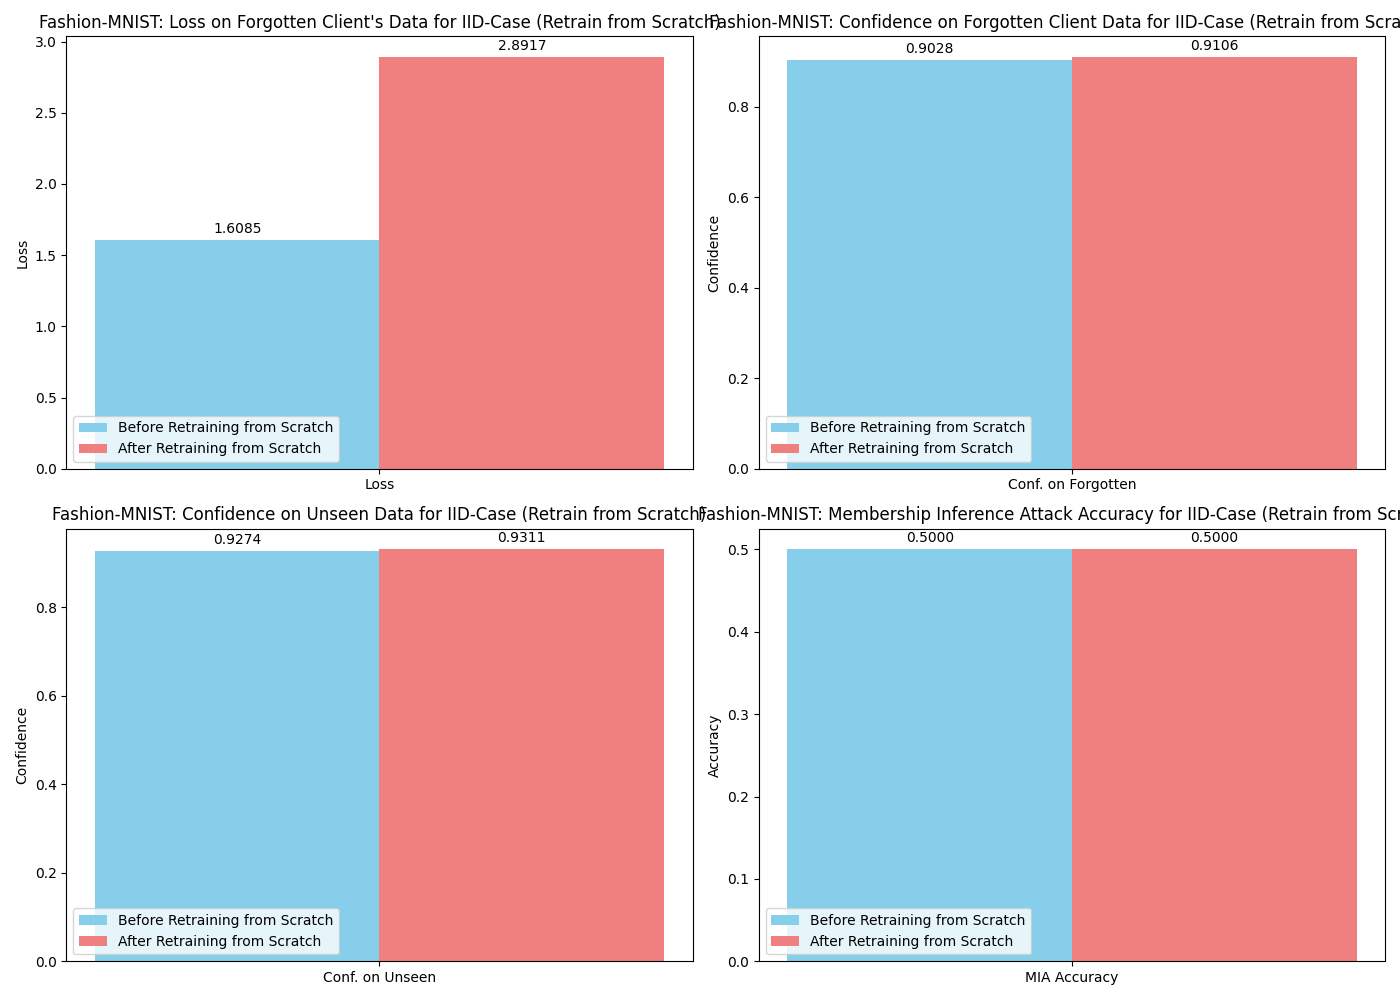 Fashion-MNIST: Loss on Forgotten Client's Data for IID-Case (Retrain from Scratch)
3.0
2.5
2.0
1.5
1.0
0.5
0.0
Loss
1.6085
2.8917
Before Retraining from Scratch
After Retraining from Scratch
Loss
Fashion-MNIST: Confidence on Forgotten Client Data for IID-Case (Retrain from Scra
0.8
0.6
0.4
0.2
0.0
Confidence
0.9028
0.9106
Before Retraining from Scratch
After Retraining from Scratch
Conf. on Forgotten
Fashion-MNIST: Confidence on Unseen Data for IID-Case (Retrain from Scratch)
0.8
0.6
0.4
0.2
0.0
Confidence
0.9274
0.9311
Before Retraining from Scratch
After Retraining from Scratch
Conf. on Unseen
Fashion-MNIST: Membership Inference Attack Accuracy for IID-Case (Retrain from Scr
0.5
0.4
0.3
0.2
0.1
0.0
Accuracy
0.5000
0.5000
Before Retraining from Scratch
After Retraining from Scratch
MIA Accuracy